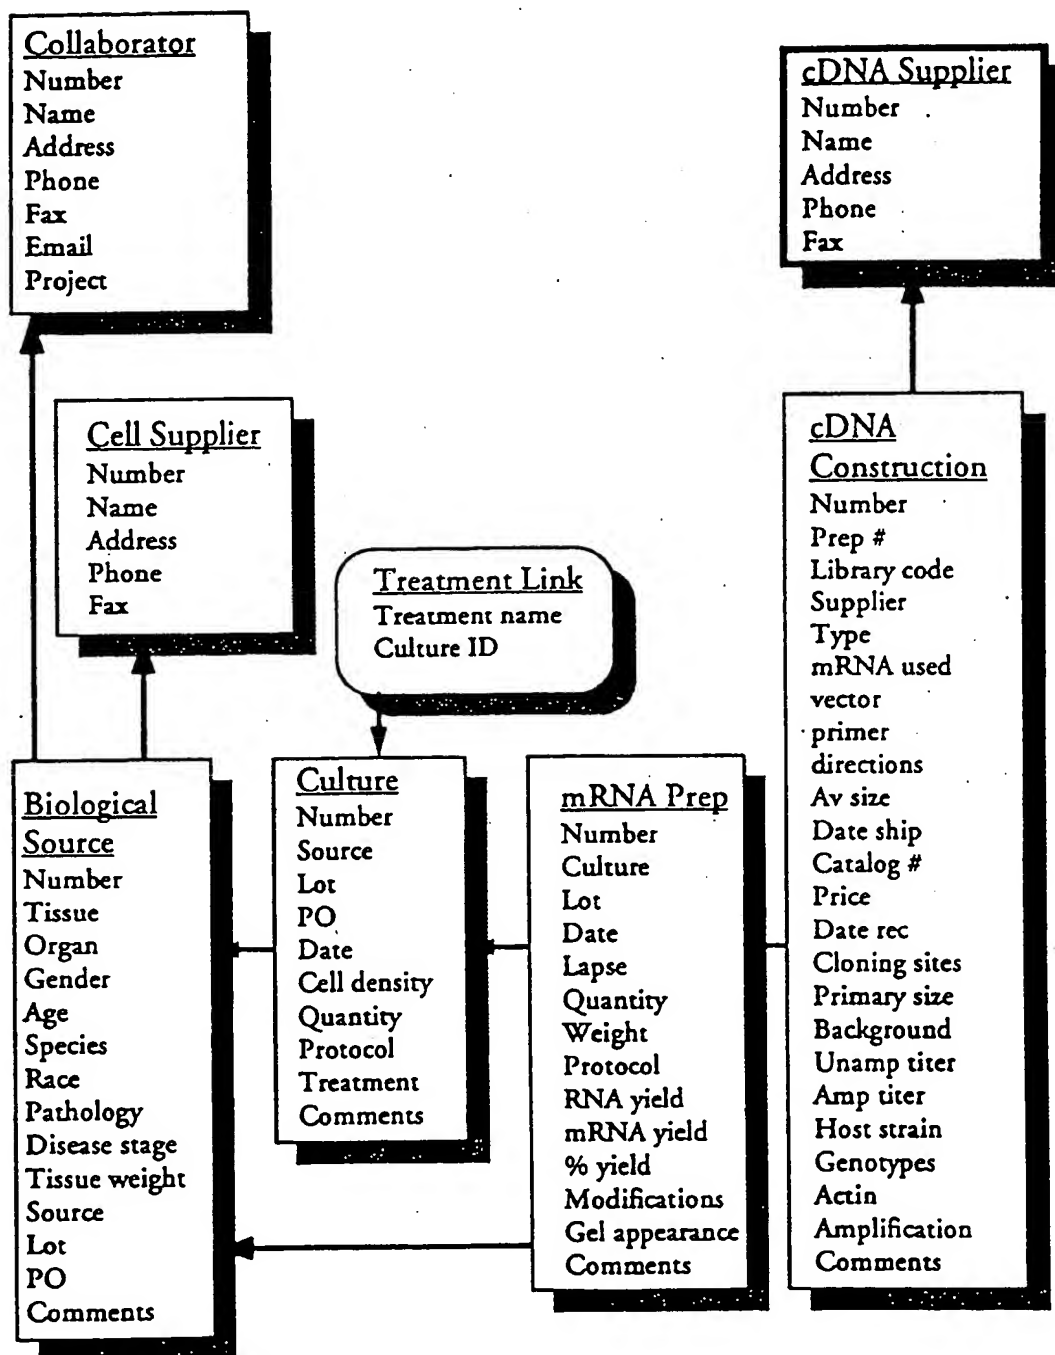 Collaborator
Number
Name
Address
Phone
Fax
Email
Project
cDNA Supplier
Number
Name
Address
Phone
Fax
Cell Supplier
Number
Name
Address
Phone
Fax
Treatment Link
Treatment name
Culture ID
Biological
Source
Number
Tissue
Organ
Gender
Age
Species
Race
Pathology
Disease stage
Tissue weight
Source
Lot
PO
Comments
Culture
Number
Source
Lot
PO
Date
Cell density
Quantity
Protocol
Treatment
Comments
mRNA Prep
Number
Culture
Lot
Date
Lapse
Quantity
Weight
Protocol
RNA yield
mRNA yield
% yield
Modifications
Gel appearance
Comments
cDNA
Construction
Number
Prep #
Library code
Supplier
Type
mRNA used
vector
primer
directions
Av size
Date ship
Catalog #
Price
Date rec
Cloning sites
Primary size
Background
Unamp titer
Amp titer
Host strain
Genotypes
Actin
Amplification
Comments